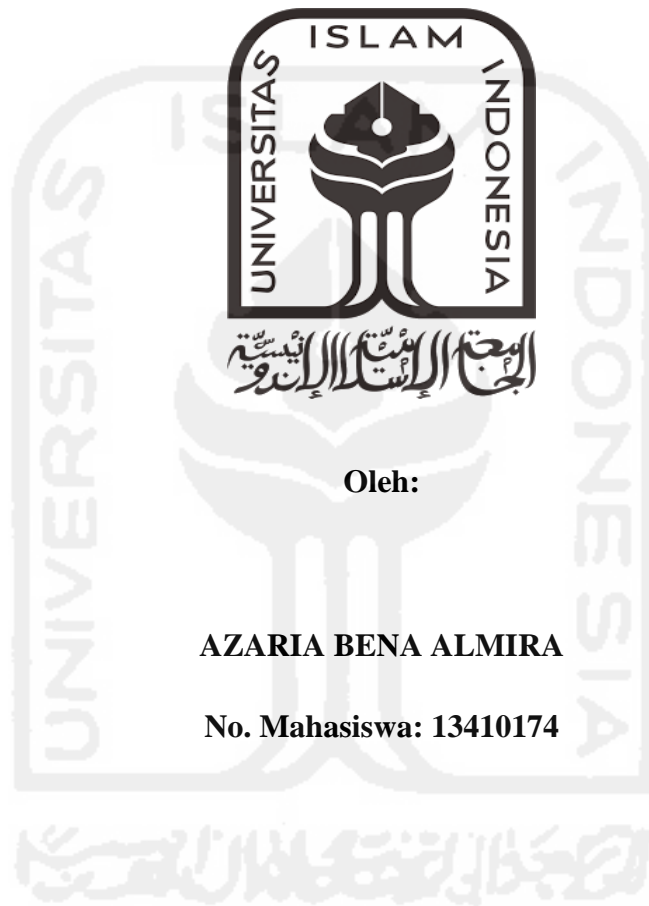 ISLAM
UNIVERSITAS
INDONESIA
الجامعة الإسلامية الإندونيسية
Oleh:
AZARIA BENA ALMIRA
No. Mahasiswa: 13410174